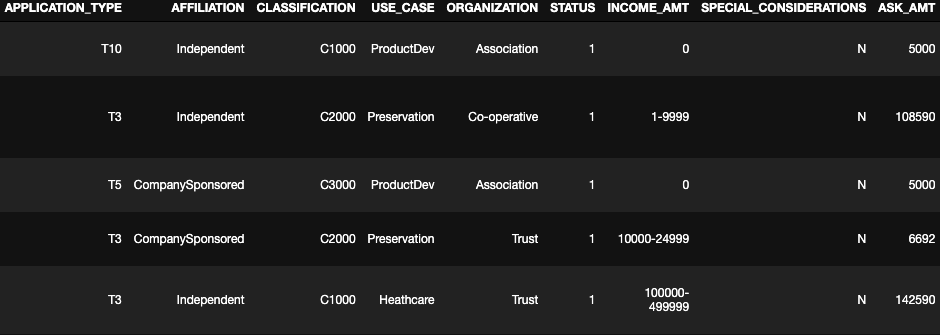 APPLICATION_TYPE AFFILIATION CLASSIFICATION USE_CASE ORGANIZATION STATUS INCOME_AMT SPECIAL_CONSIDERATIONS ASK_AMT
T10 Independent C1000 ProductDev Association 1 0 N 5000
T3 Independent C2000 Preservation Co-operative 1 1-9999 N 108590
T5 CompanySponsored C3000 ProductDev Association 1 0 N 5000
T3 CompanySponsored C2000 Preservation Trust 1 10000-24999 N 6692
T3 Independent C1000 Heathcare Trust 1 100000-
499999 N 142590